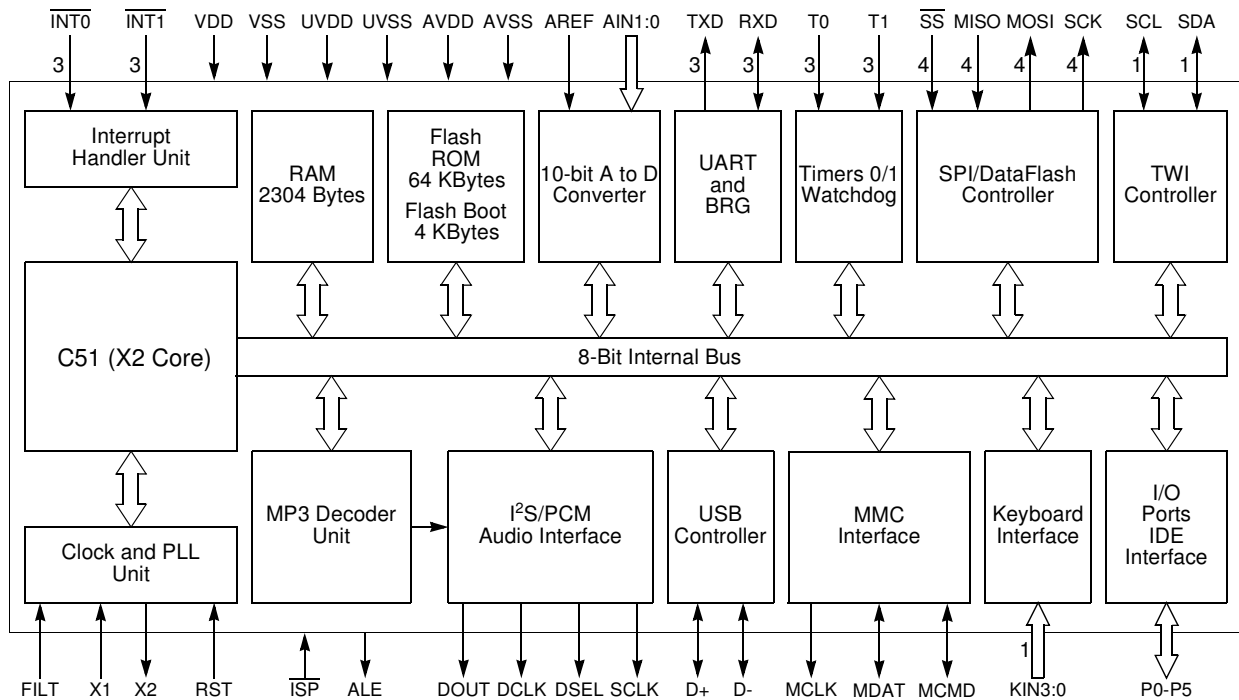 INT0 INT1 VDD VSS UVDD UVSS AVDD AVSS AREF AIN1:0 TXD RXD T0 T1 SS MISO MOSI SCK SCL SDA
3 3 3 3 3 3 4 4 4 4 1 1
Interrupt
Handler Unit
RAM
2304 Bytes
Flash
ROM
64 KBytes
Flash Boot
4 KBytes
10-bit A to D
Converter
UART
and
BRG
Timers 0/1
Watchdog
SPI/DataFlash
Controller
TWI
Controller
C51 (X2 Core)
8-Bit Internal Bus
Clock and PLL
Unit
MP3 Decoder
Unit
I²S/PCM
Audio Interface
USB
Controller
MMC
Interface
Keyboard
Interface
I/O
Ports
IDE
Interface
1
FILT X1 X2 RST ISP ALE DOUT DCLK DSEL SCLK D+ D- MCLK MDAT MCMD KIN3:0 P0-P5